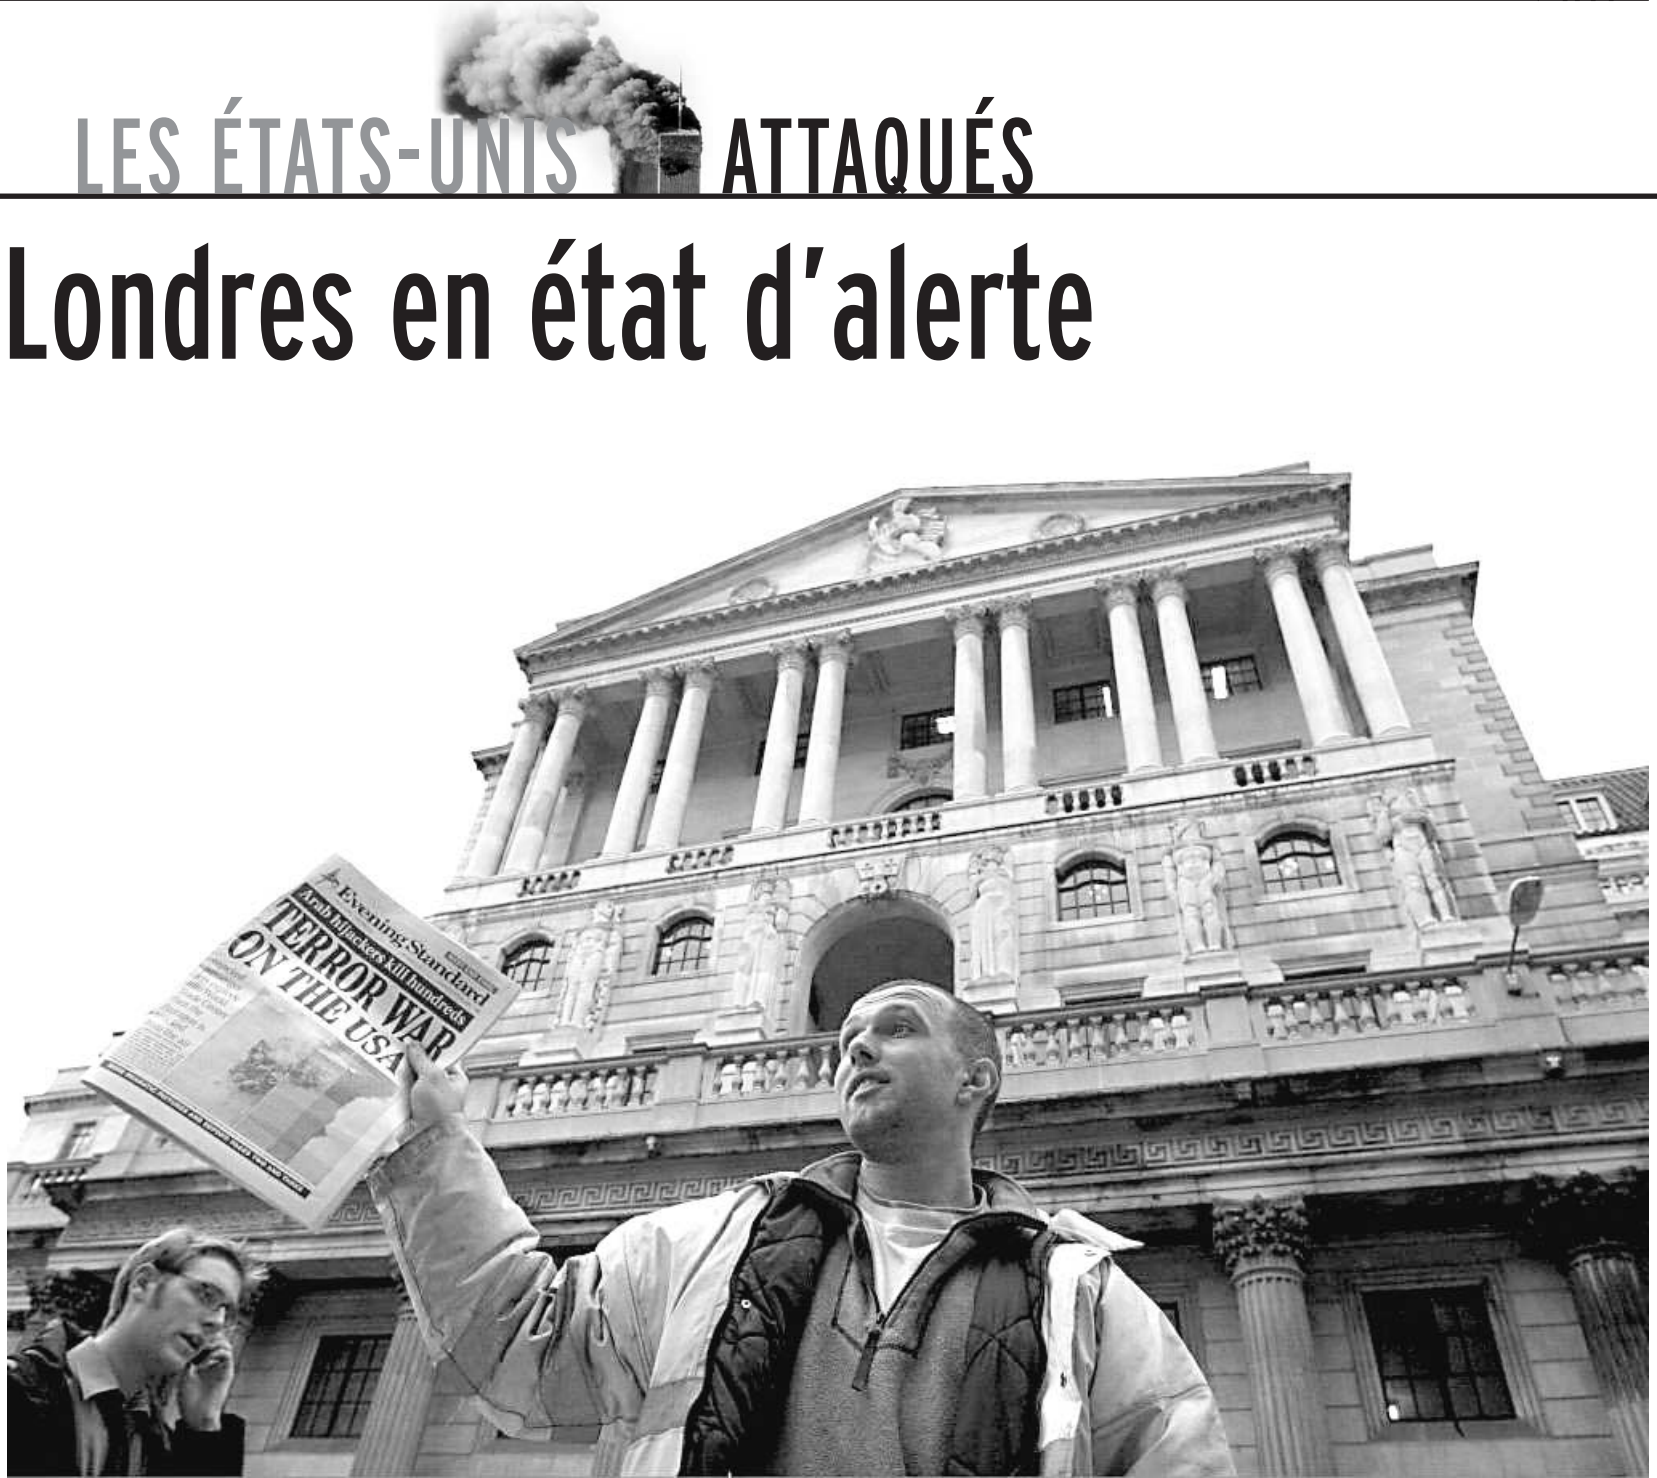 LES ÉTATS-UNIS ATTAQUÉS
Londres en état d'alerte
Evening Standard
Arab hijackers kill hundreds
TERROR WAR
ON THE USA